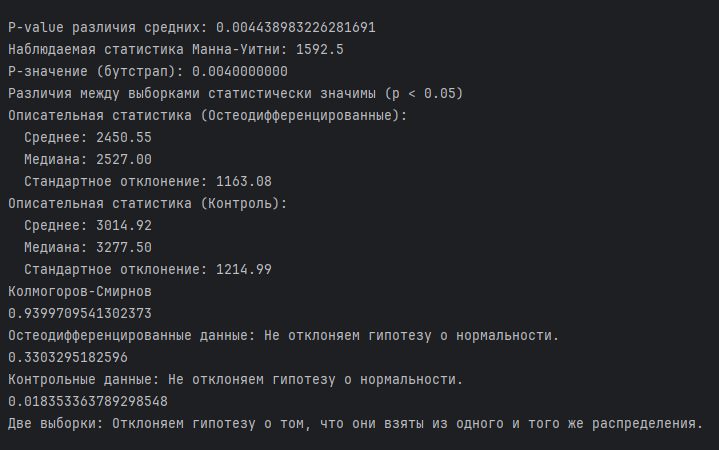 P-value различия средних: 0.004438983226281691
Наблюдаемая статистика Манна-Уитни: 1592.5
P-значение (бутстрап): 0.0040000000
Различия между выборками статистически значимы (p < 0.05)
Описательная статистика (Остеодифференцированные):
Среднее: 2450.55
Медиана: 2527.00
Стандартное отклонение: 1163.08
Описательная статистика (Контроль):
Среднее: 3014.92
Медиана: 3277.50
Стандартное отклонение: 1214.99
Колмогоров-Смирнов
0.9399709541302373
Остеодифференцированные данные: Не отклоняем гипотезу о нормальности.
0.3303295182596
Контрольные данные: Не отклоняем гипотезу о нормальности.
0.018353363789298548
Две выборки: Отклоняем гипотезу о том, что они взяты из одного и того же распределения.